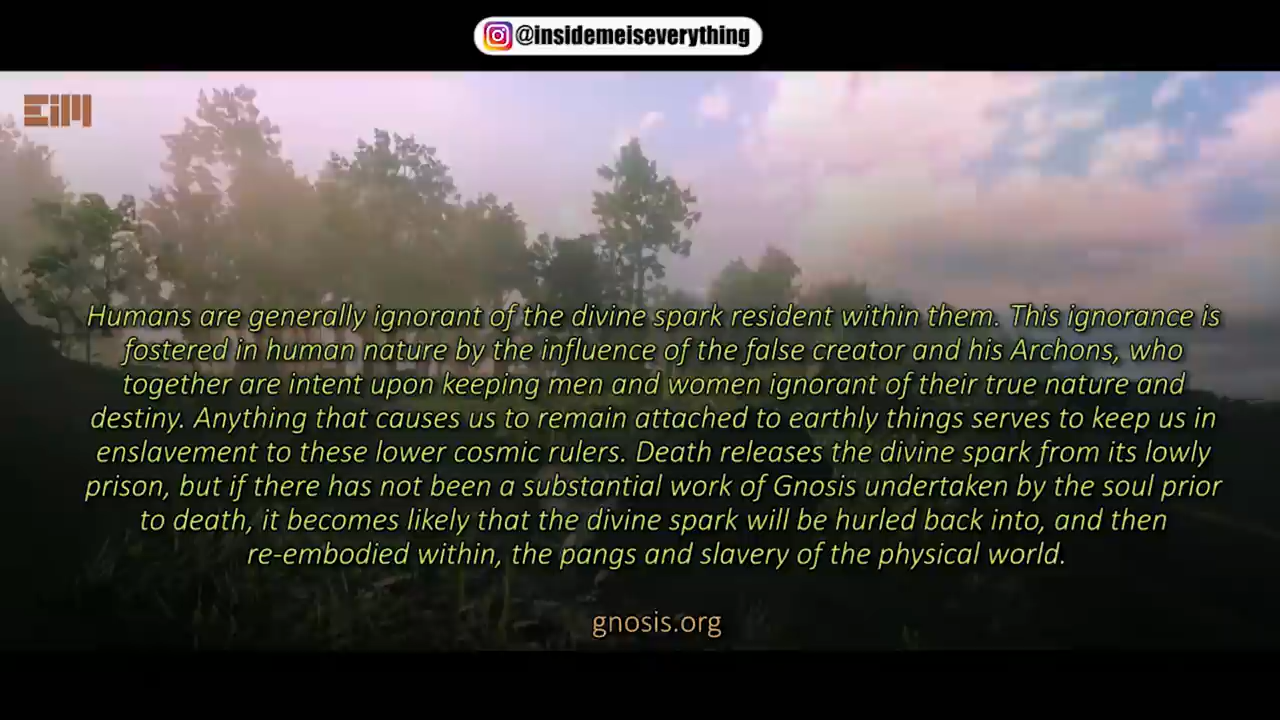 @insidemeiseverything
EiM
Humans are generally ignorant of the divine spark resident within them. This ignorance is
fostered in human nature by the influence of the false creator and his Archons, who
together are intent upon keeping men and women ignorant of their true nature and
destiny. Anything that causes us to remain attached to earthly things serves to keep us in
enslavement to these lower cosmic rulers. Death releases the divine spark from its lowly
prison, but if there has not been a substantial work of Gnosis undertaken by the soul prior
to death, it becomes likely that the divine spark will be hurled back into, and then
re-embodied within, the pangs and slavery of the physical world.
gnosis.org